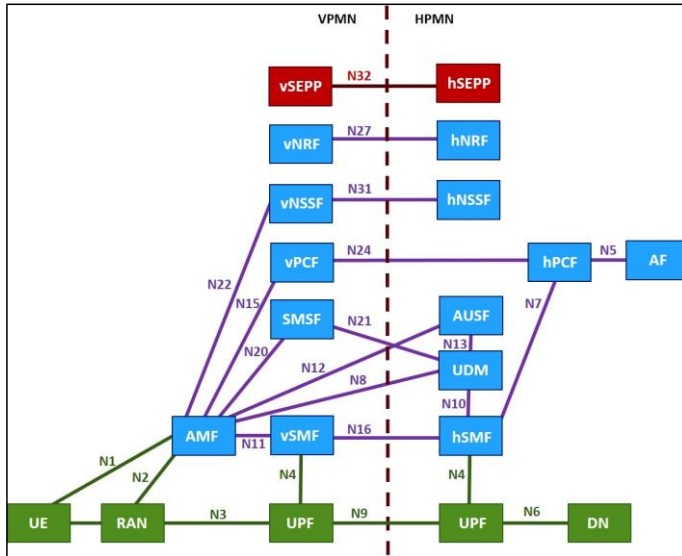 VPMN HPMN
vSEPP N32 hSEPP
vNRF N27 hNRF
vNSSF N31 hNSSF
vPCF N24 hPCF N5 AF
N22
N15 N7
SMSF N21 AUSF
N20 N13
N12 UDM
N8
N10
AMF N11 vSMF N16 hSMF
N1
N2 N4 N4
UE RAN N3 UPF N9 UPF N6 DN